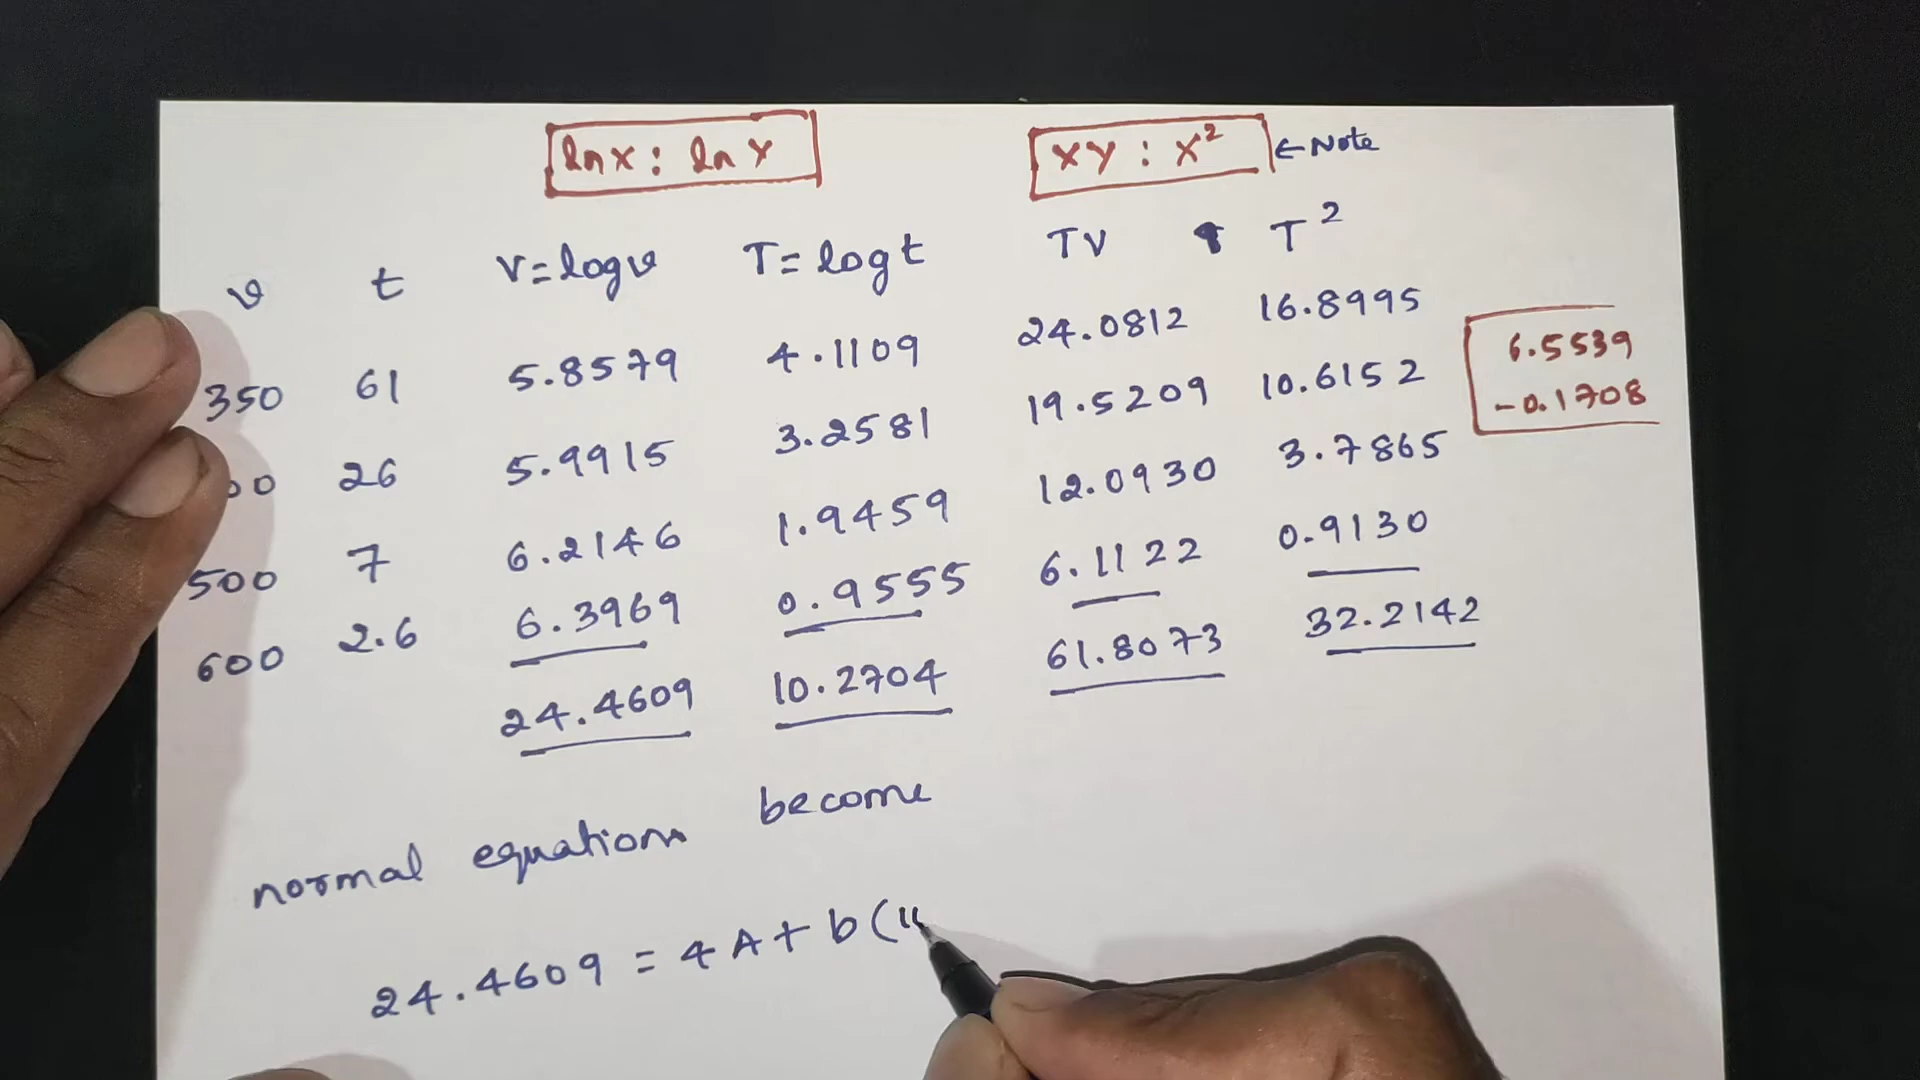 ln x : ln y
xy : x² ← Note
v t V = log v T = log t TV T²
350 61 5.8579 4.1109 24.0812 16.8995
26 5.9915 3.2581 19.5209 10.6152
500 7 6.2146 1.9459 12.0930 3.7865
600 2.6 6.3969 0.9555 6.1122 0.9130
24.4609 10.2704 61.8073 32.2142
6.5539
-0.1708
normal equations become
24.4609 = 4A + b (